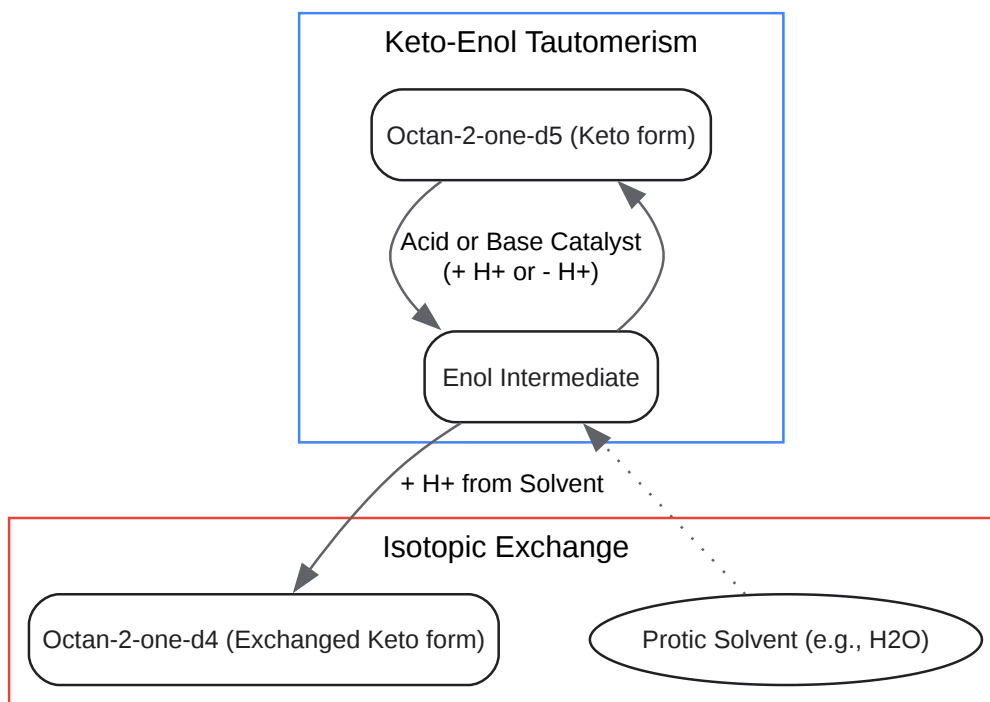 Keto-Enol Tautomerism
Octan-2-one-d5 (Keto form)
Acid or Base Catalyst
(+ H+ or - H+)
Enol Intermediate
+ H+ from Solvent
Isotopic Exchange
Octan-2-one-d4 (Exchanged Keto form)
Protic Solvent (e.g., H2O)